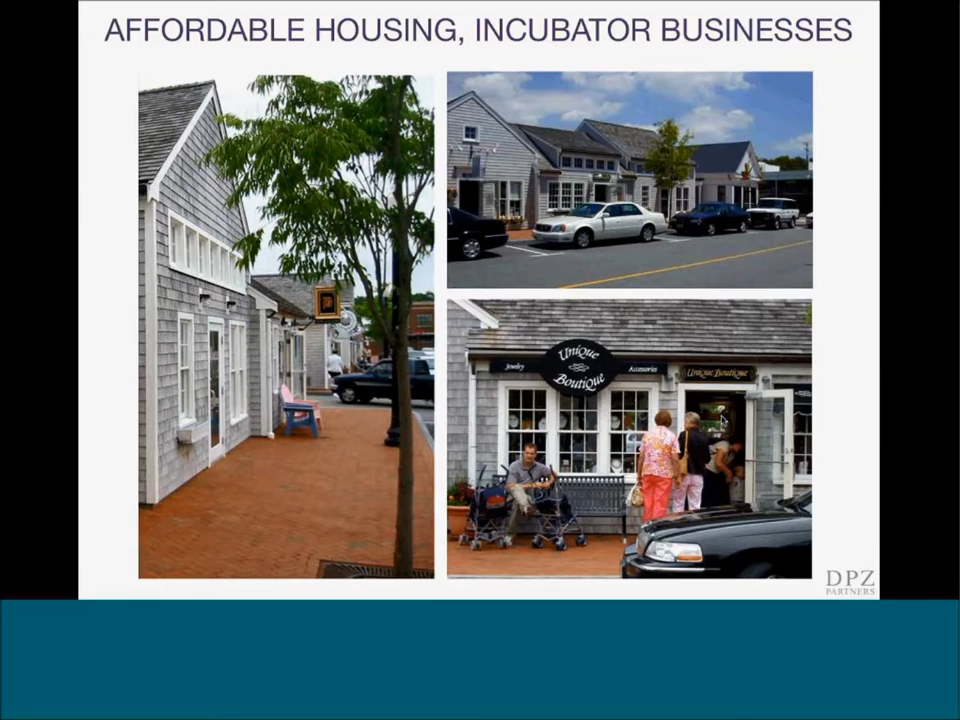 AFFORDABLE HOUSING, INCUBATOR BUSINESSES
Unique
Boutique
Jewelry
Accessories
Unique Boutique
DPZ
PARTNERS